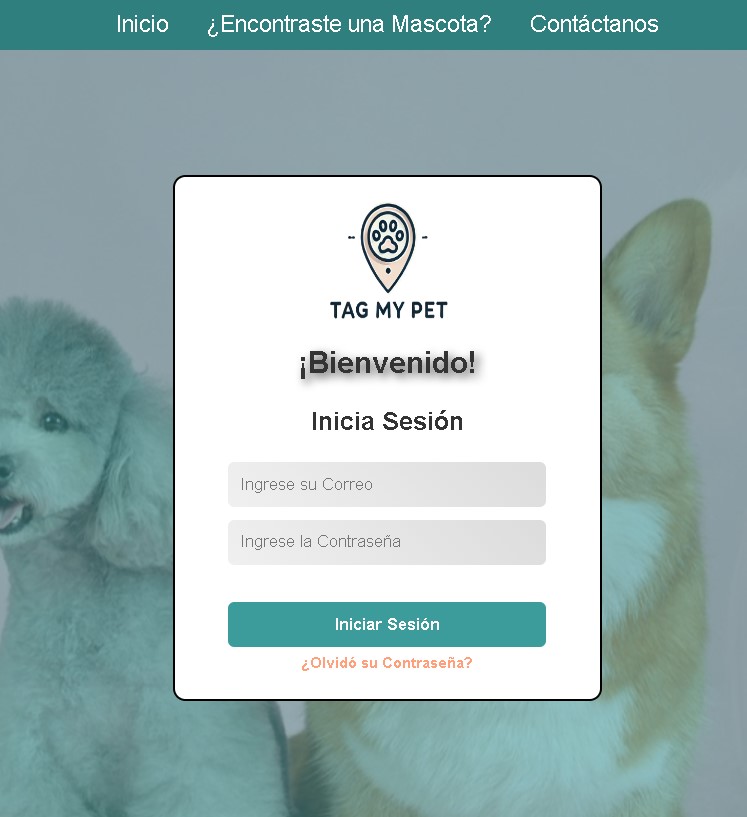 Inicio ¿Encontraste una Mascota? Contáctanos
TAG MY PET
¡Bienvenido!
Inicia Sesión
Ingrese su Correo
Ingrese la Contraseña
Iniciar Sesión
¿Olvidó su Contraseña?